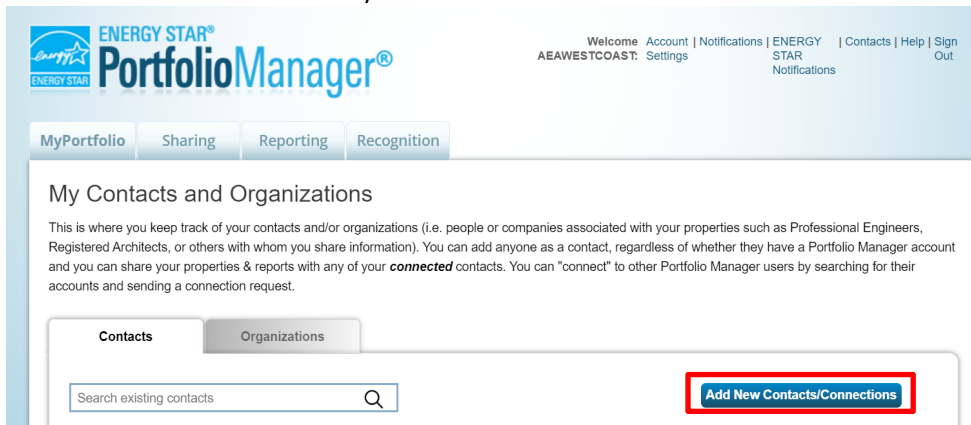 ENERGY STAR®
PortfolioManager®
energy
ENERGY STAR
Welcome AEAWESTCOAST: Account Settings | Notifications | ENERGY STAR Notifications | Contacts | Help | Sign Out
MyPortfolio Sharing Reporting Recognition
My Contacts and Organizations
This is where you keep track of your contacts and/or organizations (i.e. people or companies associated with your properties such as Professional Engineers,
Registered Architects, or others with whom you share information). You can add anyone as a contact, regardless of whether they have a Portfolio Manager account
and you can share your properties & reports with any of your connected contacts. You can "connect" to other Portfolio Manager users by searching for their
accounts and sending a connection request.
Contacts Organizations
Search existing contacts
Add New Contacts/Connections